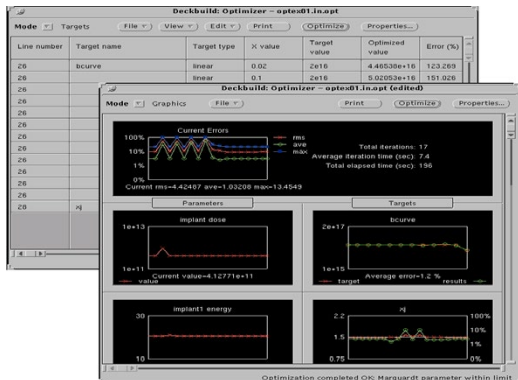 Deckbuild: Optimizer - optex01.in.opt
Mode Targets File View Edit Print Optimize Properties...
Line number Target name Target type X value Target value Optimized value Error (%)
26 bcurve linear 0.02 2e16 4.46538e+16 123.269
26 linear 0.1 2e16 5.02053e+16 151.026
26
26
26
26
26
26
26
26
26
28 xj
Deckbuild: Optimizer - optex01.in.opt (edited)
Mode Graphics File Print Optimize Properties...
Current Errors
100%
10%
1%
0%
rms
ave
max
Current rms=4.42487 ave=1.03208 max=13.4549
Total iterations: 17
Average iteration time (sec): 7.4
Total elapsed time (sec): 196
Parameters
Targets
implant dose
1e+13
1e+11
Current value=4.12771e+11
value
bcurve
2e+17
1e+15
Average error=1.2 %
target results
implant1 energy
30
10
xj
2.2
1.5
0.75
100%
10%
1%
0%
Optimization completed OK: Marquardt parameter within limit